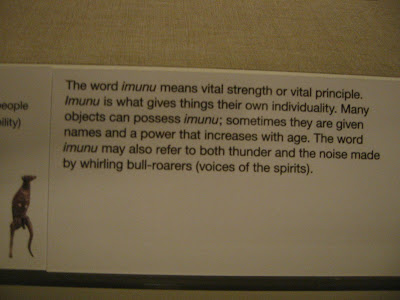 The word imunu means vital strength or vital principle.
Imunu is what gives things their own individuality. Many
objects can possess imunu; sometimes they are given
names and a power that increases with age. The word
imunu may also refer to both thunder and the noise made
by whirling bull-roarers (voices of the spirits).
eople
ility)